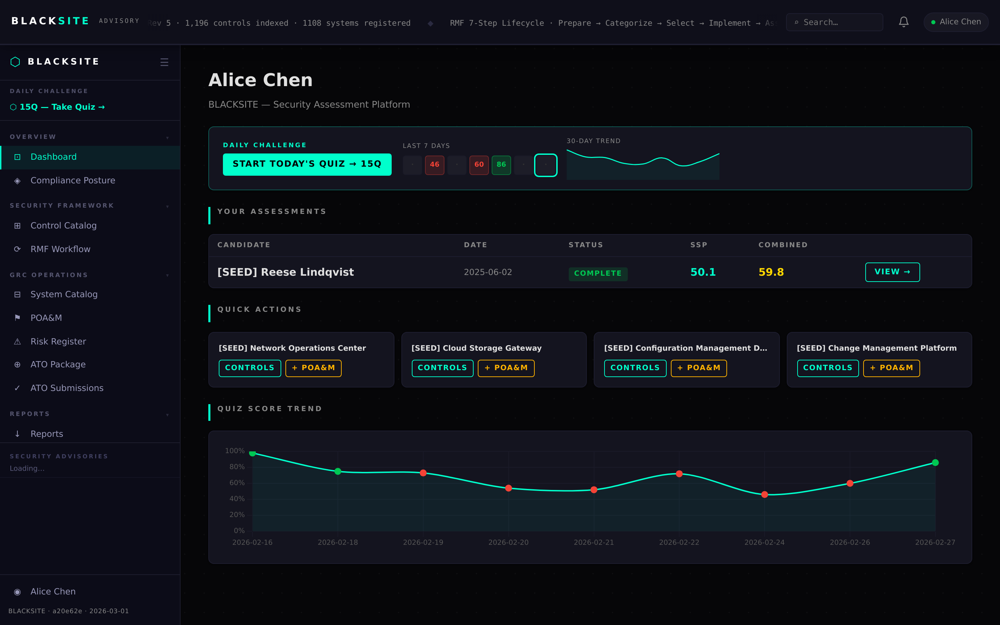 BLACKSITE ADVISORY Rev 5 · 1,196 controls indexed · 1108 systems registered ◆ RMF 7-Step Lifecycle · Prepare → Categorize → Select → Implement → As Search… Alice Chen
BLACKSITE
DAILY CHALLENGE
15Q — Take Quiz →
OVERVIEW
Dashboard
Compliance Posture
SECURITY FRAMEWORK
Control Catalog
RMF Workflow
GRC OPERATIONS
System Catalog
POA&M
Risk Register
ATO Package
ATO Submissions
REPORTS
Reports
SECURITY ADVISORIES
Loading…
Alice Chen
BLACKSITE · a20e62e · 2026-03-01
Alice Chen
BLACKSITE — Security Assessment Platform
DAILY CHALLENGE
START TODAY'S QUIZ → 15Q
LAST 7 DAYS
· 46 · 60 86 · ·
30-DAY TREND
YOUR ASSESSMENTS
CANDIDATE DATE STATUS SSP COMBINED
[SEED] Reese Lindqvist 2025-06-02 COMPLETE 50.1 59.8 VIEW →
QUICK ACTIONS
[SEED] Network Operations Center
CONTROLS + POA&M
[SEED] Cloud Storage Gateway
CONTROLS + POA&M
[SEED] Configuration Management D…
CONTROLS + POA&M
[SEED] Change Management Platform
CONTROLS + POA&M
QUIZ SCORE TREND
100%
80%
60%
40%
20%
0%
2026-02-16 2026-02-18 2026-02-19 2026-02-20 2026-02-21 2026-02-22 2026-02-24 2026-02-26 2026-02-27